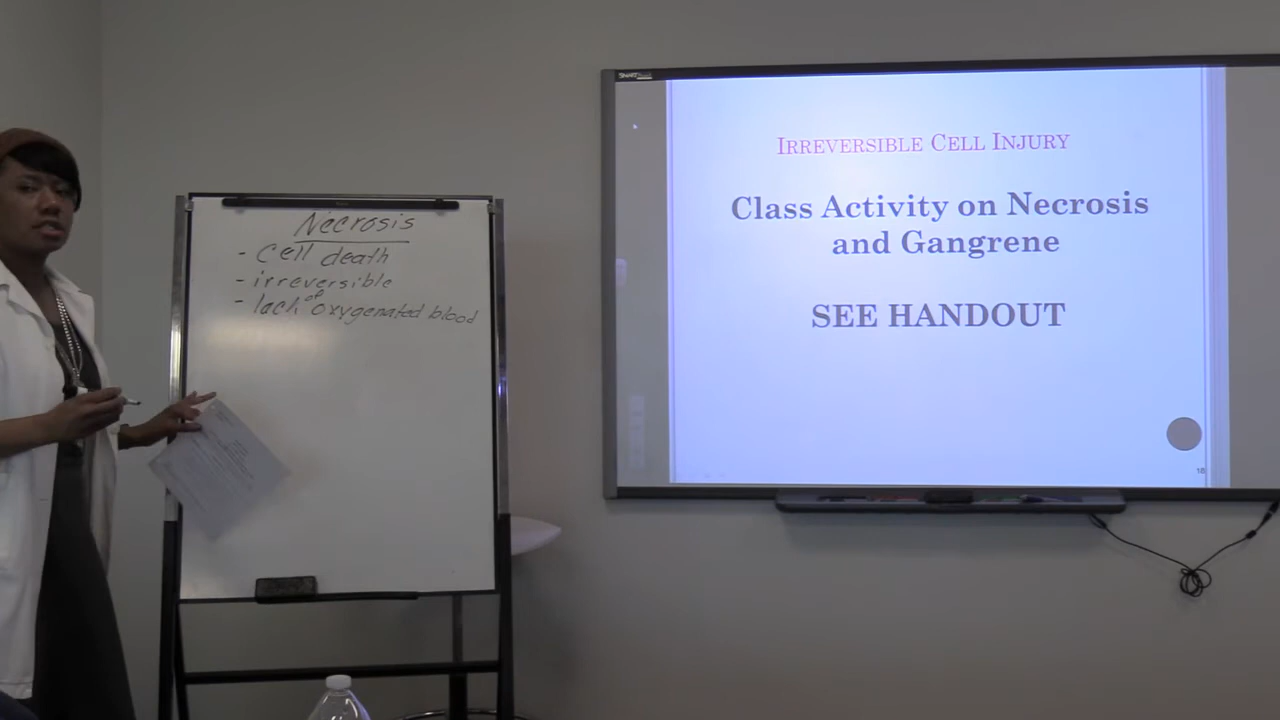 Necrosis
- Cell death
- irreversible
- lack of oxygenated blood
IRREVERSIBLE CELL INJURY
Class Activity on Necrosis
and Gangrene
SEE HANDOUT